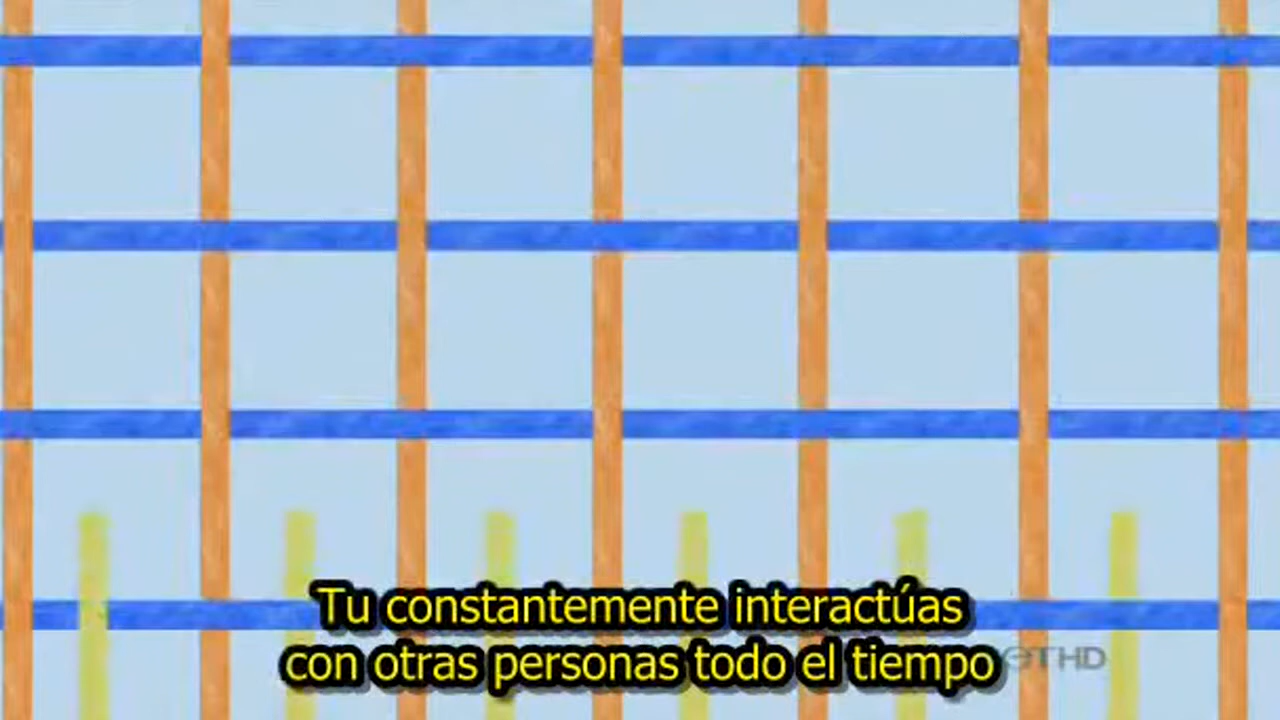 Tu constantemente interactúas
con otras personas todo el tiempo